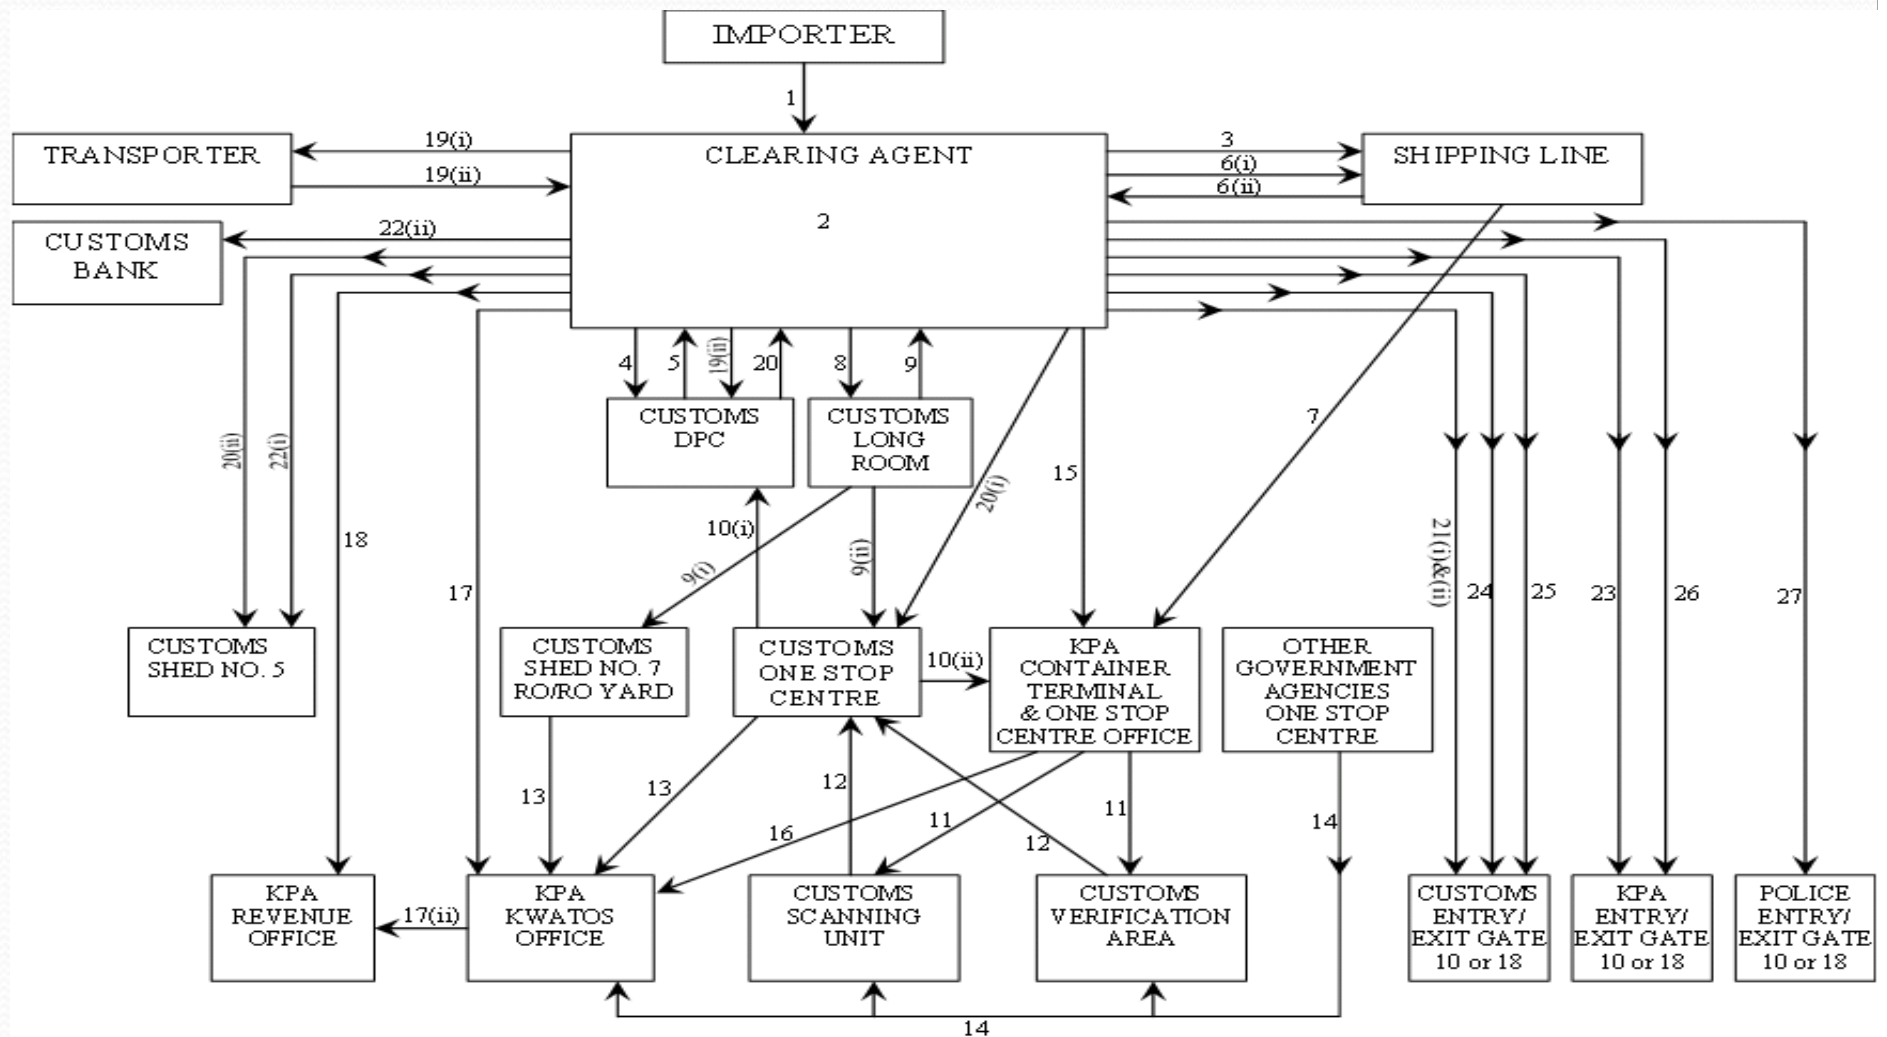 IMPORTER
1
TRANSPORTER
19(i)
19(ii)
CLEARING AGENT
2
3
6(i)
6(ii)
SHIPPING LINE
CUSTOMS
BANK
22(ii)
4
5
19(ii)
20
8
9
7
CUSTOMS
DPC
CUSTOMS
LONG
ROOM
20(ii)
22(i)
18
17
10(i)
9(i)
9(ii)
20(i)
15
21(i)&(ii)
24
25
23
26
27
CUSTOMS
SHED NO. 5
CUSTOMS
SHED NO. 7
RO/RO YARD
CUSTOMS
ONE STOP
CENTRE
10(ii)
KPA
CONTAINER
TERMINAL
& ONE STOP
CENTRE OFFICE
OTHER
GOVERNMENT
AGENCIES
ONE STOP
CENTRE
13
13
12
16
11
12
11
14
KPA
REVENUE
OFFICE
17(ii)
KPA
KWATOS
OFFICE
CUSTOMS
SCANNING
UNIT
CUSTOMS
VERIFICATION
AREA
CUSTOMS
ENTRY/
EXIT GATE
10 or 18
KPA
ENTRY/
EXIT GATE
10 or 18
POLICE
ENTRY/
EXIT GATE
10 or 18
14